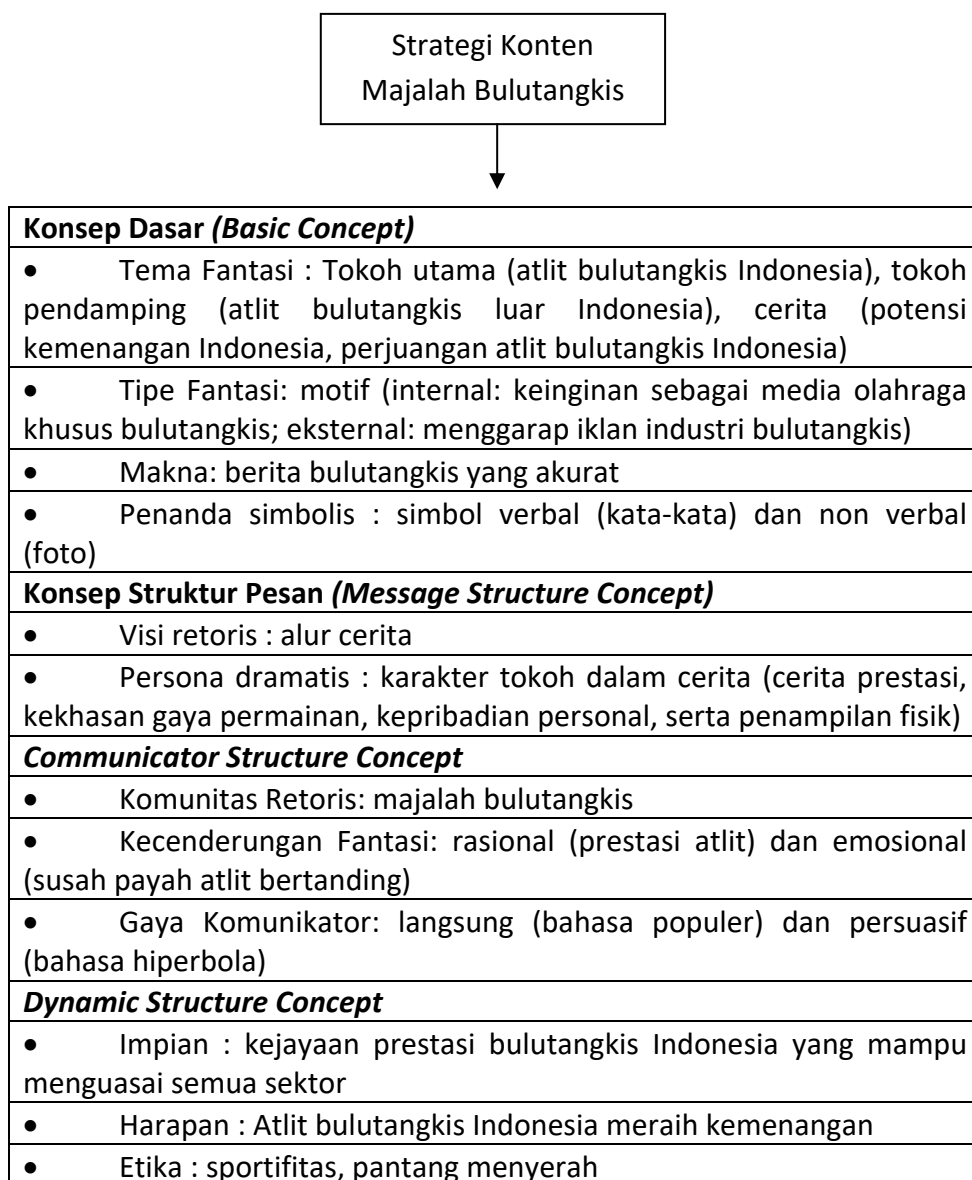 Strategi Konten
Majalah Bulutangkis
Konsep Dasar (Basic Concept)
• Tema Fantasi : Tokoh utama (atlit bulutangkis Indonesia), tokoh
pendamping (atlit bulutangkis luar Indonesia), cerita (potensi
kemenangan Indonesia, perjuangan atlit bulutangkis Indonesia)
• Tipe Fantasi: motif (internal: keinginan sebagai media olahraga
khusus bulutangkis; eksternal: menggarap iklan industri bulutangkis)
• Makna: berita bulutangkis yang akurat
• Penanda simbolis : simbol verbal (kata-kata) dan non verbal
(foto)
Konsep Struktur Pesan (Message Structure Concept)
• Visi retoris : alur cerita
• Persona dramatis : karakter tokoh dalam cerita (cerita prestasi,
kekhasan gaya permainan, kepribadian personal, serta penampilan fisik)
Communicator Structure Concept
• Komunitas Retoris: majalah bulutangkis
• Kecenderungan Fantasi: rasional (prestasi atlit) dan emosional
(susah payah atlit bertanding)
• Gaya Komunikator: langsung (bahasa populer) dan persuasif
(bahasa hiperbola)
Dynamic Structure Concept
• Impian : kejayaan prestasi bulutangkis Indonesia yang mampu
menguasai semua sektor
• Harapan : Atlit bulutangkis Indonesia meraih kemenangan
• Etika : sportifitas, pantang menyerah